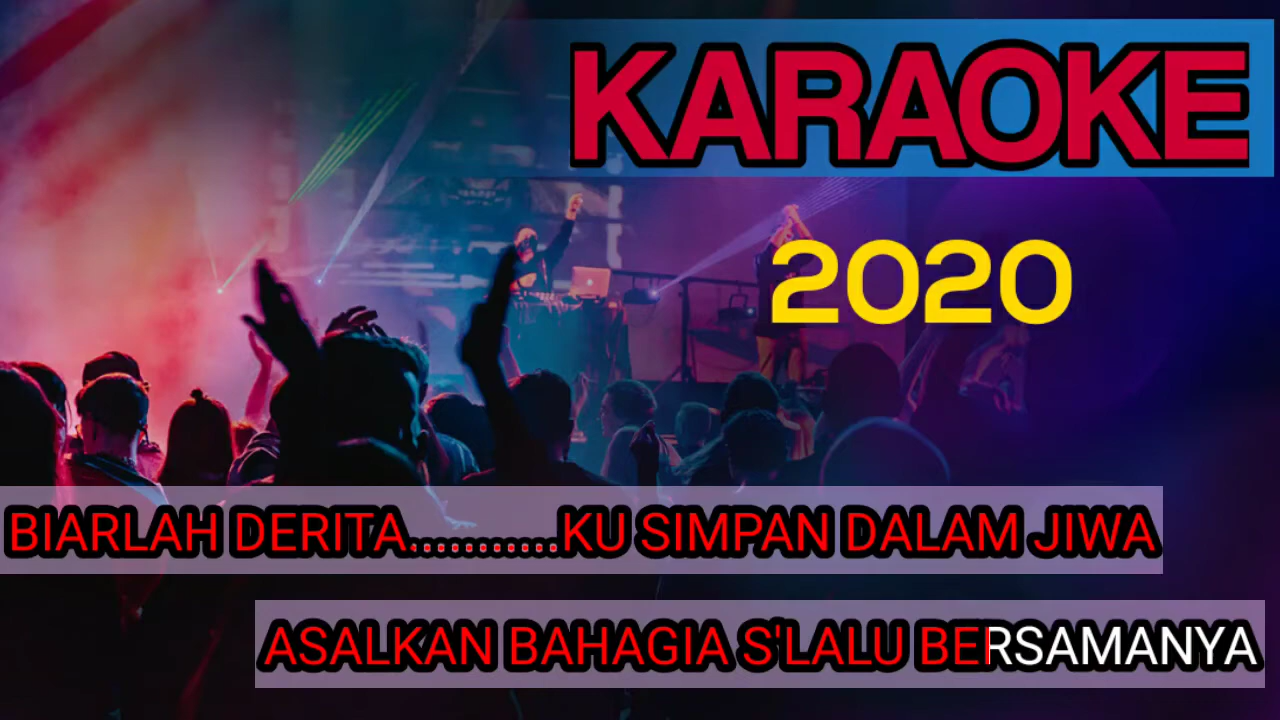 KARAOKE
2020
BIARLAH DERITA............KU SIMPAN DALAM JIWA
ASALKAN BAHAGIA S'LALU BERSAMANYA